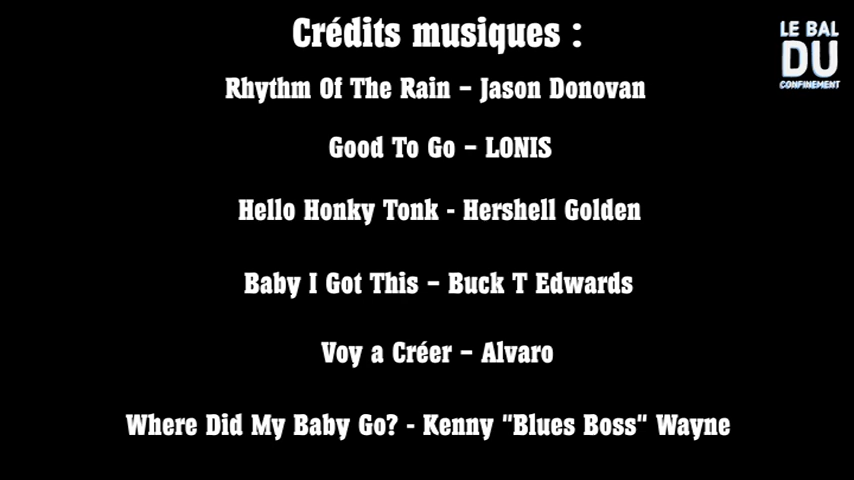 Crédits musiques :
LE BAL
DU
CONFINEMENT
Rhythm Of The Rain – Jason Donovan
Good To Go – LONIS
Hello Honky Tonk - Hershell Golden
Baby I Got This – Buck T Edwards
Voy a Créer – Alvaro
Where Did My Baby Go? - Kenny "Blues Boss" Wayne